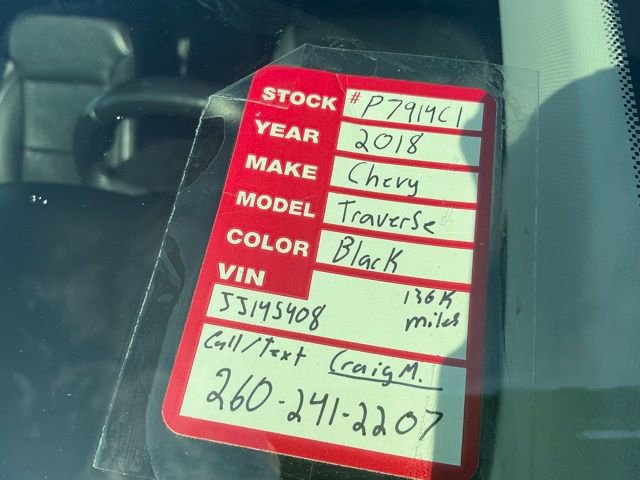 STOCK # P7914C1
YEAR 2018
MAKE Chevy
MODEL Traverse
COLOR Black
VIN
JJ145408 136K miles
Call/Text Craig M.
260-241-2207